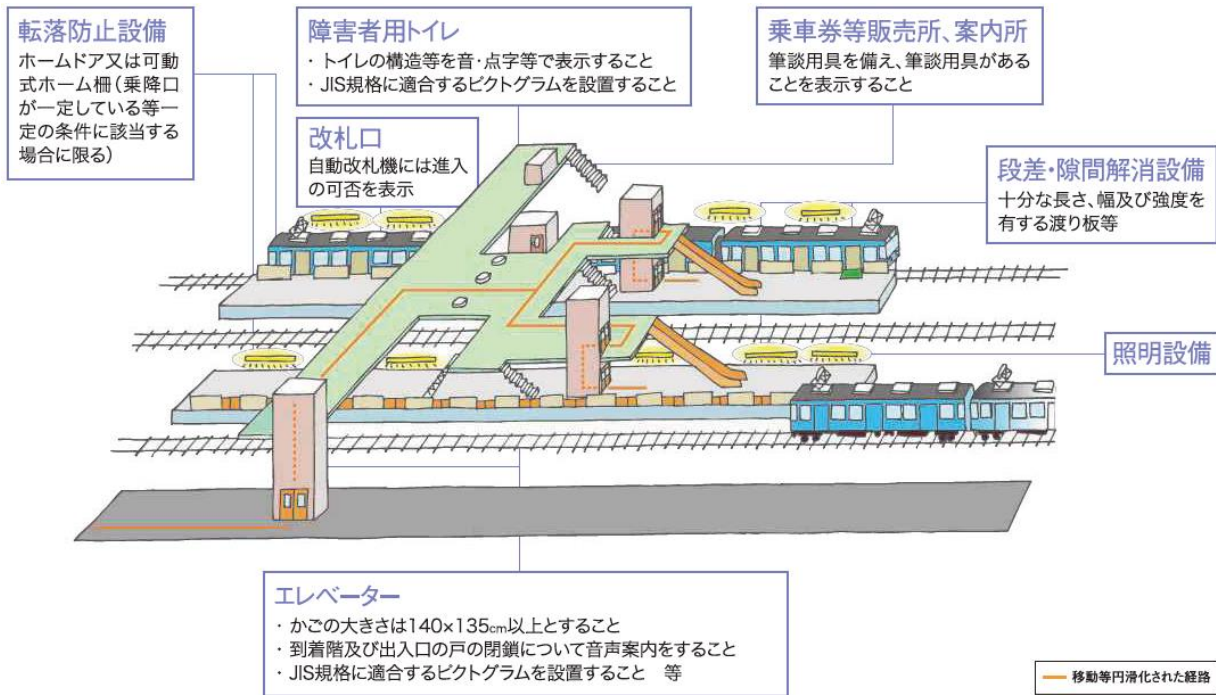 転落防止設備
ホームドア又は可動
式ホーム柵(乗降口
が一定している等一
定の条件に該当する
場合に限る)
障害者用トイレ
・ トイレの構造等を音・点字等で表示すること
・ JIS規格に適合するピクトグラムを設置すること
乗車券等販売所、案内所
筆談用具を備え、筆談用具がある
ことを表示すること
改札口
自動改札機には進入
の可否を表示
段差・隙間解消設備
十分な長さ、幅及び強度を
有する渡り板等
照明設備
エレベーター
・ かごの大きさは140×135cm以上とすること
・ 到着階及び出入口の戸の閉鎖について音声案内をすること
・ JIS規格に適合するピクトグラムを設置すること 等
移動等円滑化された経路